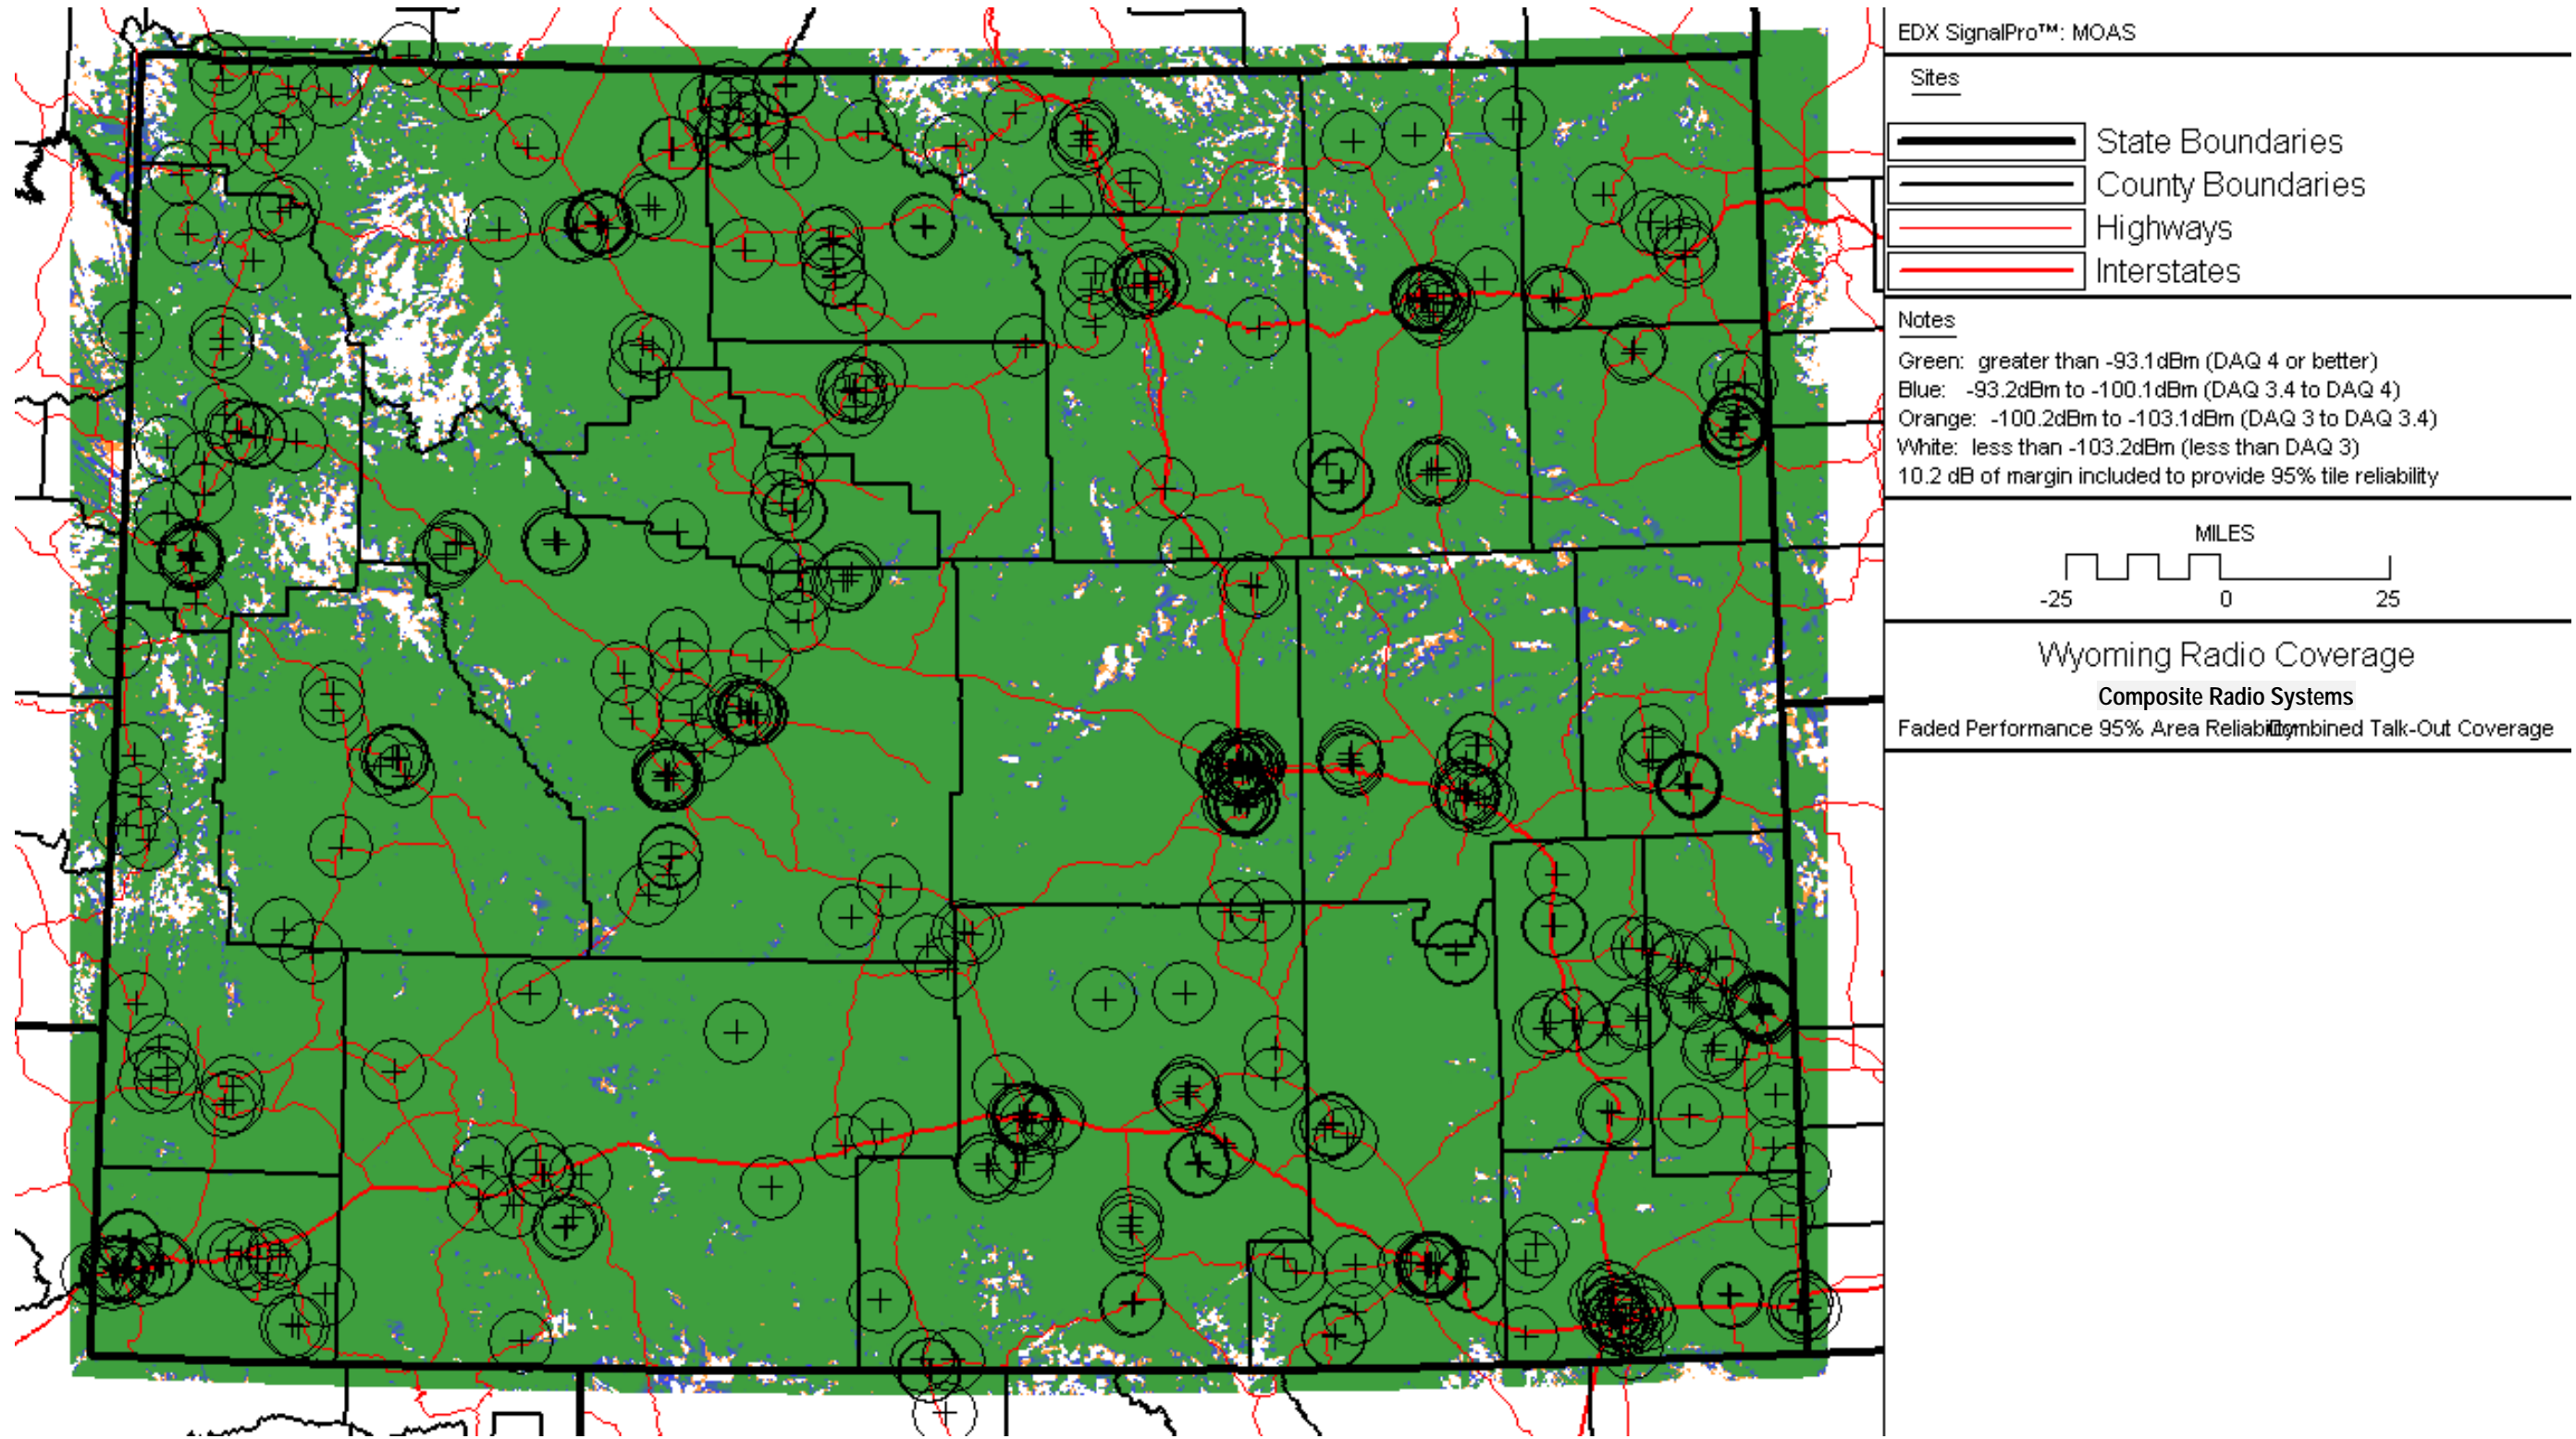 EDX SignalPro™: MOAS
Sites
State Boundaries
County Boundaries
Highways
Interstates
Notes
Green: greater than -93.1dBm (DAQ 4 or better)
Blue: -93.2dBm to -100.1dBm (DAQ 3.4 to DAQ 4)
Orange: -100.2dBm to -103.1dBm (DAQ 3 to DAQ 3.4)
White: less than -103.2dBm (less than DAQ 3)
10.2 dB of margin included to provide 95% tile reliability
MILES
-25 0 25
Wyoming Radio Coverage
Composite Radio Systems
Faded Performance 95% Area Reliability Combined Talk-Out Coverage